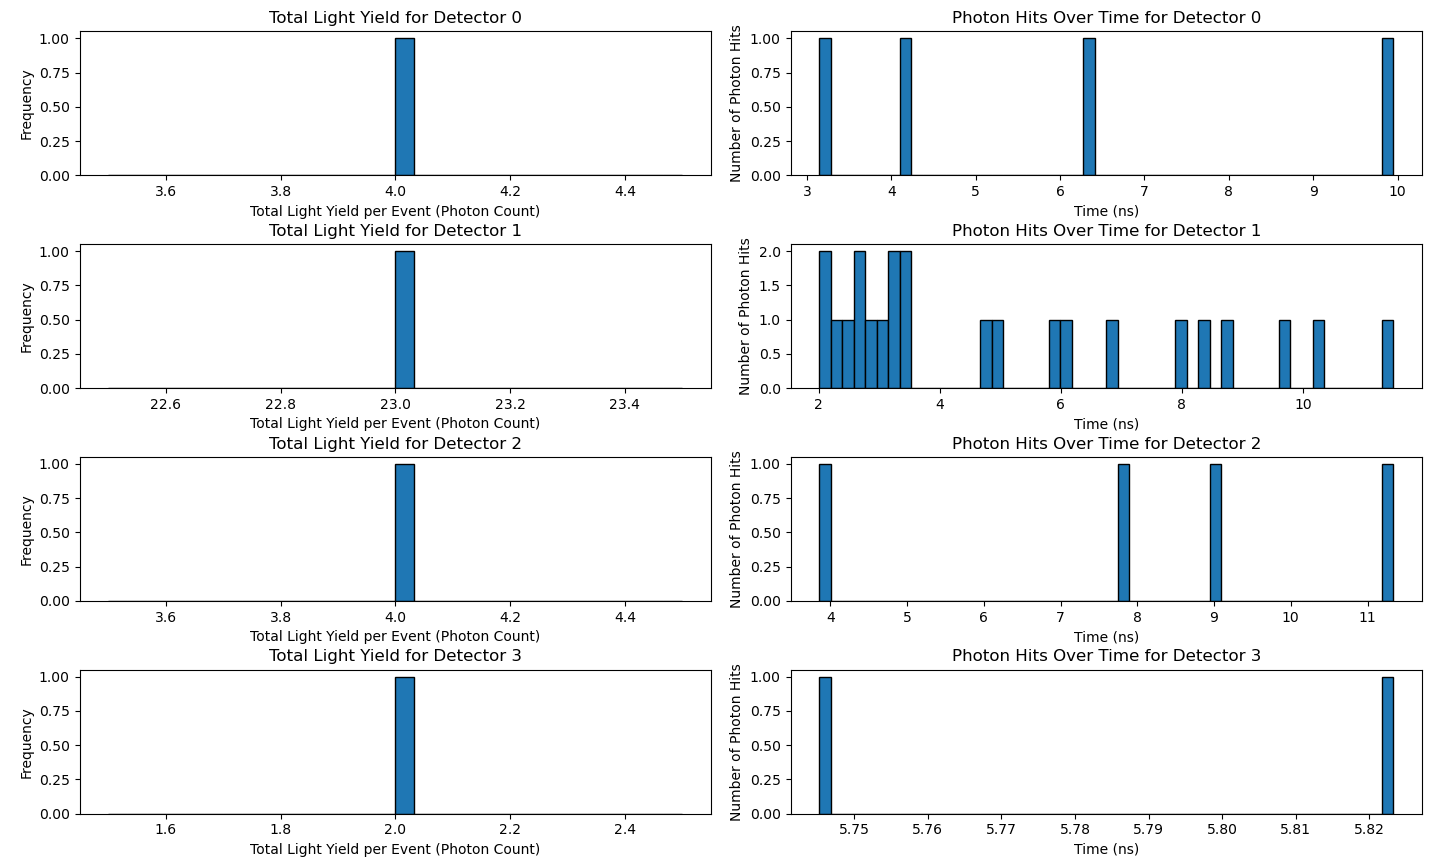 Total Light Yield for Detector 0
Frequency
1.00
0.75
0.50
0.25
0.00
3.6 3.8 4.0 4.2 4.4
Total Light Yield per Event (Photon Count)
Photon Hits Over Time for Detector 0
Number of Photon Hits
1.00
0.75
0.50
0.25
0.00
3 4 5 6 7 8 9 10
Time (ns)
Total Light Yield for Detector 1
Frequency
1.00
0.75
0.50
0.25
0.00
22.6 22.8 23.0 23.2 23.4
Total Light Yield per Event (Photon Count)
Photon Hits Over Time for Detector 1
Number of Photon Hits
2.0
1.5
1.0
0.5
0.0
2 4 6 8 10
Time (ns)
Total Light Yield for Detector 2
Frequency
1.00
0.75
0.50
0.25
0.00
3.6 3.8 4.0 4.2 4.4
Total Light Yield per Event (Photon Count)
Photon Hits Over Time for Detector 2
Number of Photon Hits
1.00
0.75
0.50
0.25
0.00
4 5 6 7 8 9 10 11
Time (ns)
Total Light Yield for Detector 3
Frequency
1.00
0.75
0.50
0.25
0.00
1.6 1.8 2.0 2.2 2.4
Total Light Yield per Event (Photon Count)
Photon Hits Over Time for Detector 3
Number of Photon Hits
1.00
0.75
0.50
0.25
0.00
5.75 5.76 5.77 5.78 5.79 5.80 5.81 5.82
Time (ns)